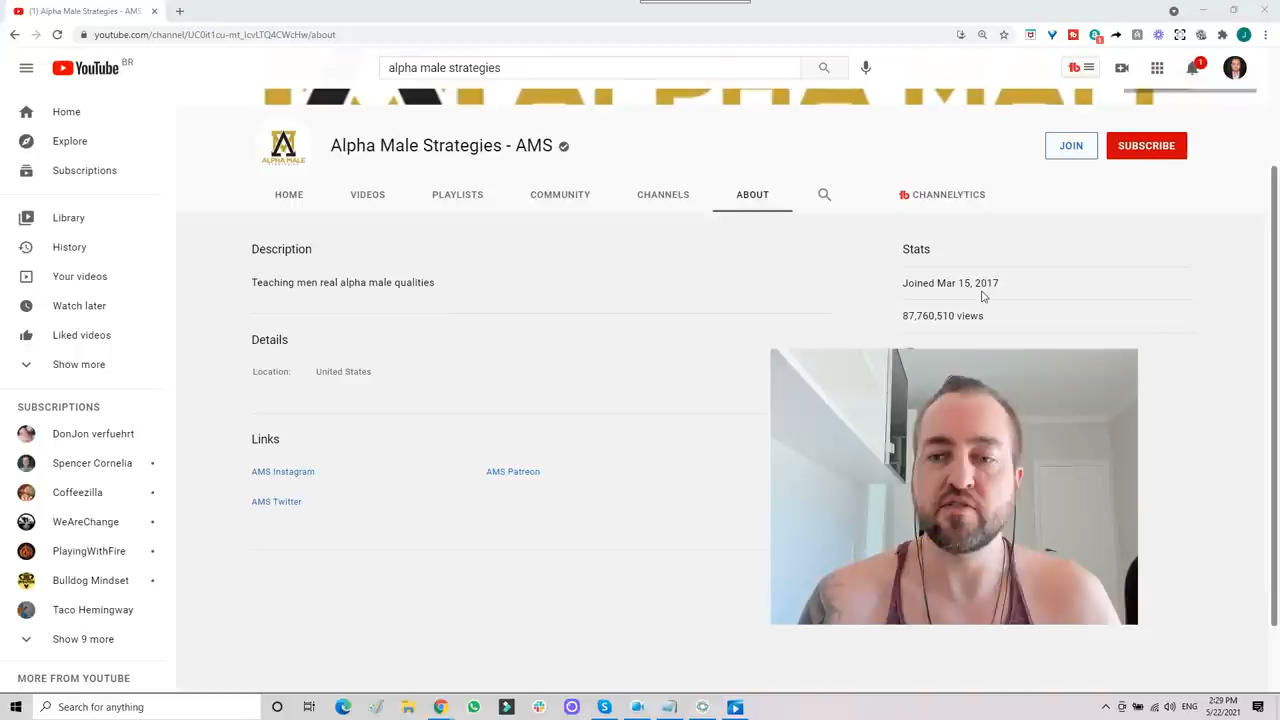 (1) Alpha Male Strategies - AMS
youtube.com/channel/UC0it1cu-mt_IcvLTQ4CWcHw/about
YouTube BR
alpha male strategies
1
ALPHA MALE
Alpha Male Strategies - AMS
JOIN
SUBSCRIBE
HOME
VIDEOS
PLAYLISTS
COMMUNITY
CHANNELS
ABOUT
CHANNELYTICS
Home
Explore
Subscriptions
Library
History
Your videos
Watch later
Liked videos
Show more
SUBSCRIPTIONS
DonJon verfuehrt
Spencer Cornelia
Coffeezilla
WeAreChange
PlayingWithFire
Bulldog Mindset
Taco Hemingway
Show 9 more
MORE FROM YOUTUBE
Description
Teaching men real alpha male qualities
Details
Location: United States
Links
AMS Instagram
AMS Patreon
AMS Twitter
Stats
Joined Mar 15, 2017
87,760,510 views
Search for anything
ENG
2:29 PM
5/22/2021